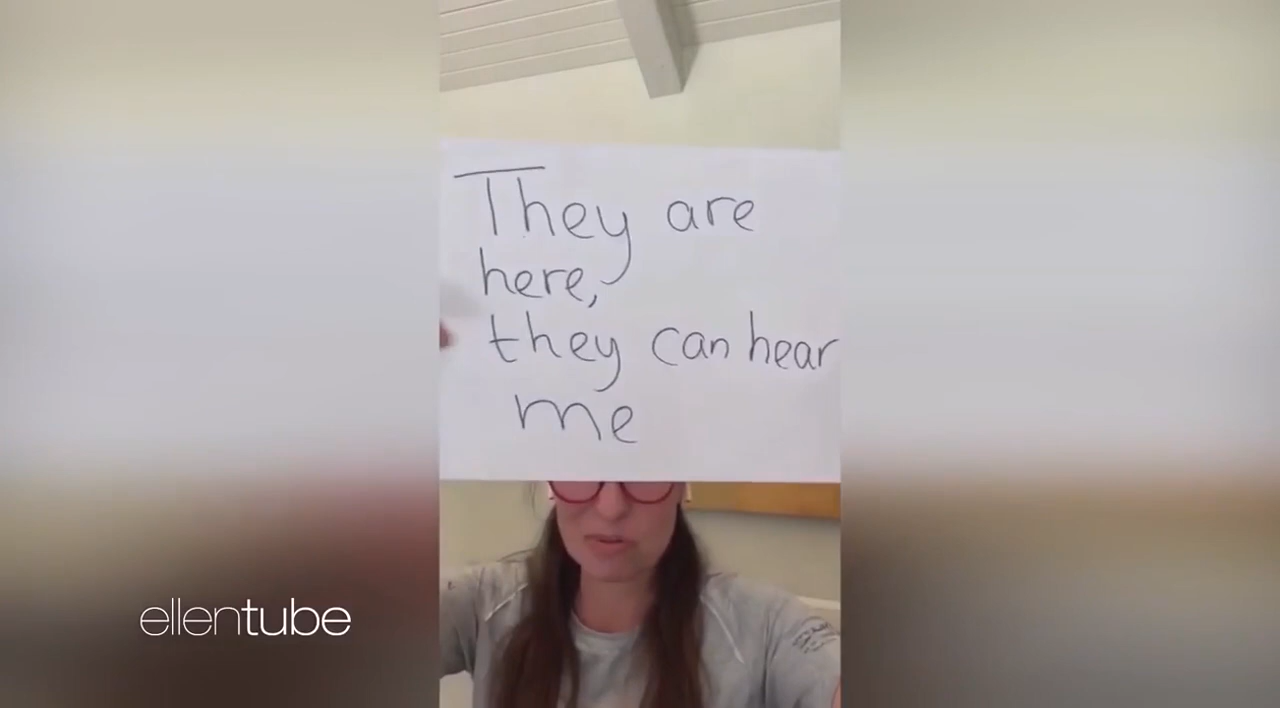 They are
here,
they can hear
me
ellentube